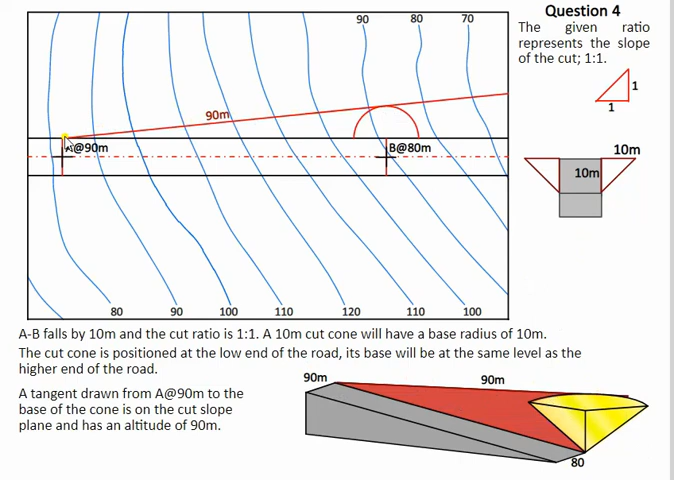 Question 4
The given ratio
represents the slope
of the cut; 1:1.
1
1
10m
10m
90 80 70
90m
A@90m
B@80m
80 90 100 110 120 110 100
A-B falls by 10m and the cut ratio is 1:1. A 10m cut cone will have a base radius of 10m.
The cut cone is positioned at the low end of the road, its base will be at the same level as the
higher end of the road.
A tangent drawn from A@90m to the
base of the cone is on the cut slope
plane and has an altitude of 90m.
90m
90m
80